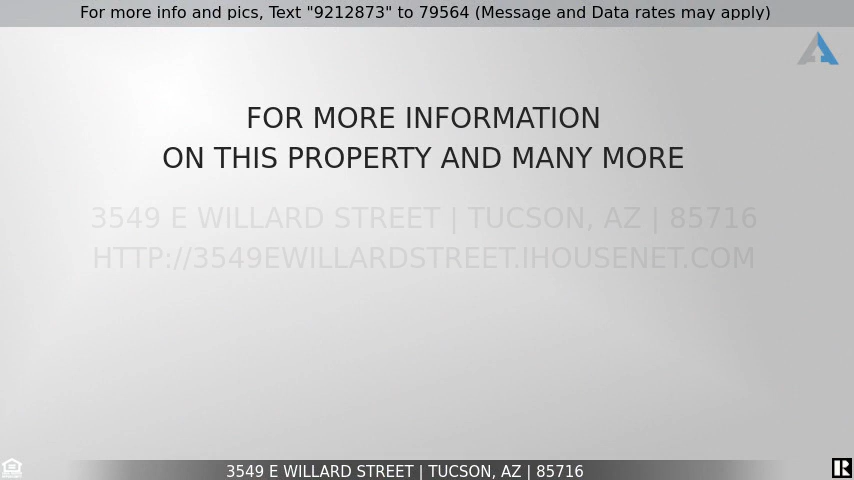 For more info and pics, Text "9212873" to 79564 (Message and Data rates may apply)
FOR MORE INFORMATION
ON THIS PROPERTY AND MANY MORE
3549 E WILLARD STREET | TUCSON, AZ | 85716
HTTP://3549EWILLARDSTREET.IHOUSENET.COM
3549 E WILLARD STREET | TUCSON, AZ | 85716